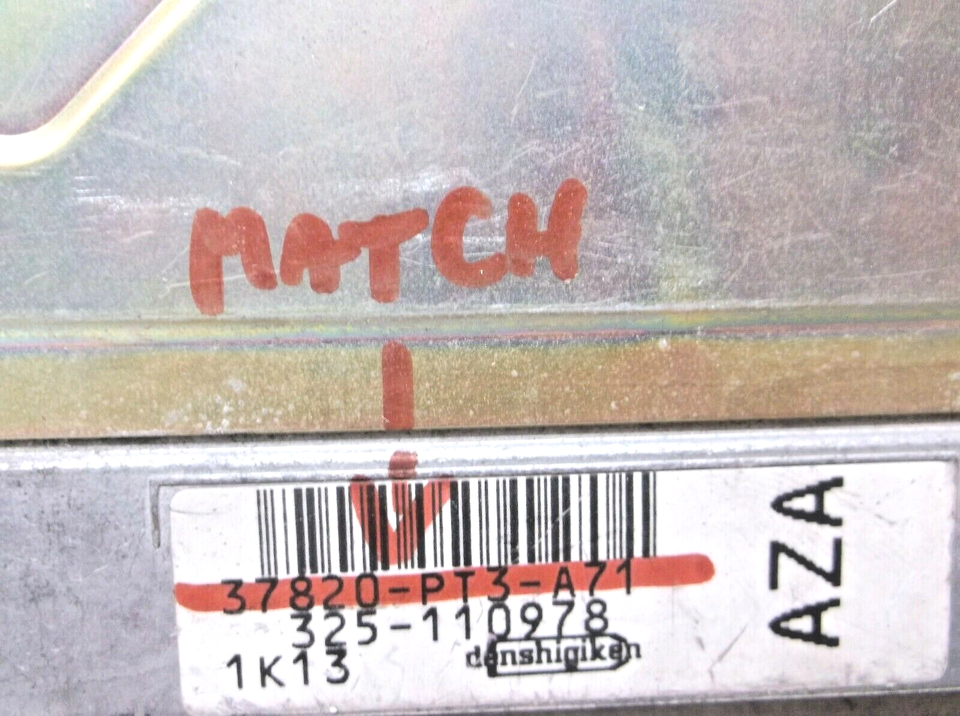 MATCH
37820-PT3-A71
325-110978
1K13 denshigiken
AZA